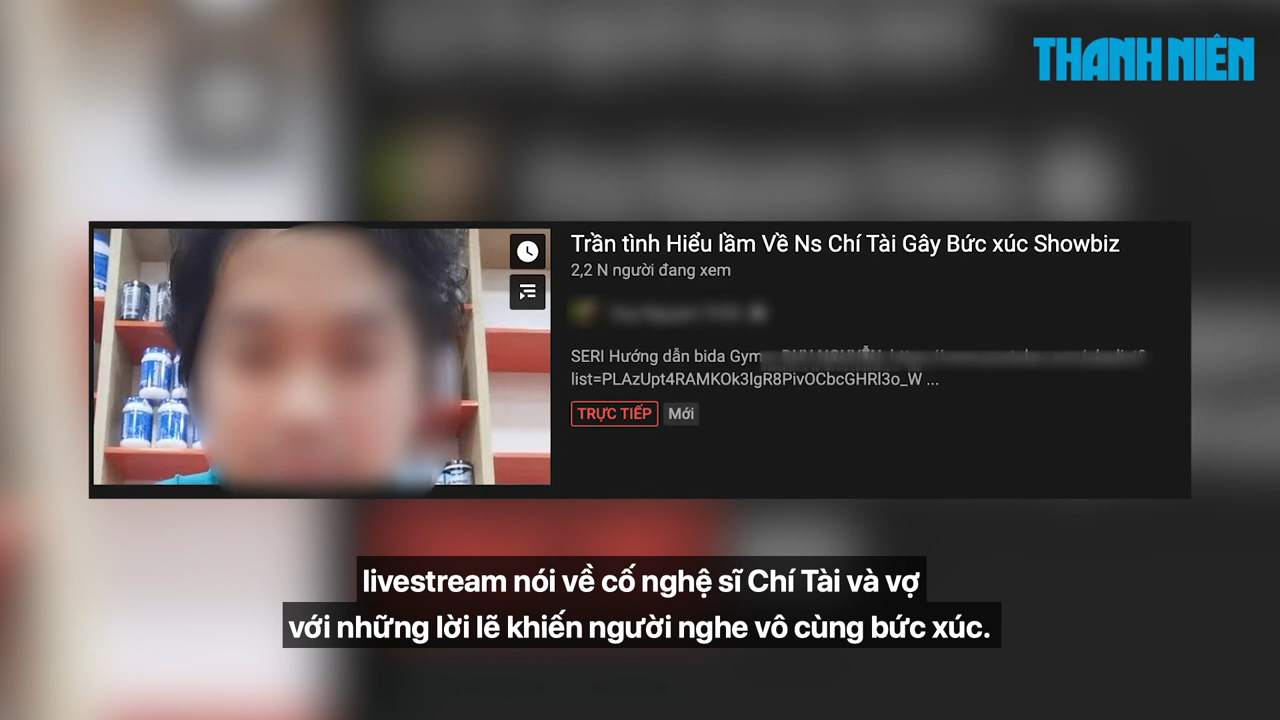 THANH NIÊN
Trần tình Hiểu lầm Về Ns Chí Tài Gây Bức xúc Showbiz
2,2 N người đang xem
SERI Hướng dẫn bida Gym
list=PLAzUpt4RAMKOk3lgR8PivOCbcGHRl3o_W ...
TRỰC TIẾP Mới
livestream nói về cố nghệ sĩ Chí Tài và vợ
với những lời lẽ khiến người nghe vô cùng bức xúc.